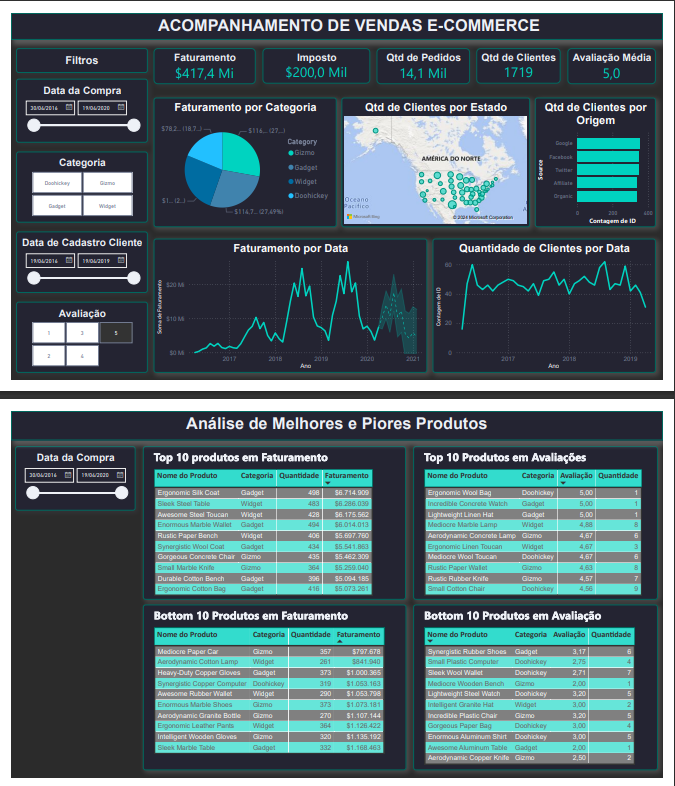 ACOMPANHAMENTO DE VENDAS E-COMMERCE
Filtros
Faturamento
$417,4 Mi
Imposto
$200,0 Mil
Qtd de Pedidos
14,1 Mil
Qtd de Clientes
1719
Avaliação Média
5,0
Data da Compra
30/06/2016
19/06/2020
Categoria
Doohickey
Gizmo
Gadget
Widget
Data de Cadastro Cliente
19/06/2016
19/06/2019
Avaliação
1
3
5
2
4
Faturamento por Categoria
$78,2... (18,7...)
$116,... (27...)
$1... (2...)
$114,7... (27,49%)
Category
Gizmo
Gadget
Widget
Doohickey
Qtd de Clientes por Estado
AMÉRICA DO NORTE
Oceano
Pacífico
Microsoft Bing
© 2024 Microsoft Corporation
Qtd de Clientes por
Origem
Source
Google
Facebook
Twitter
Affiliate
Organic
0 200 400
Contagem de ID
Faturamento por Data
Soma de Faturamento
$20 Mi
$10 Mi
$0 Mi
2017 2018 2019 2020 2021
Ano
Quantidade de Clientes por Data
Contagem de ID
60
40
20
0
2017 2018 2019
Ano
Análise de Melhores e Piores Produtos
Data da Compra
30/06/2016
19/06/2020
Top 10 produtos em Faturamento
Nome do Produto Categoria Quantidade Faturamento
Ergonomic Silk Coat Gadget 498 $6.714.909
Sleek Steel Table Widget 483 $6.286.039
Awesome Steel Toucan Widget 428 $6.175.562
Enormous Marble Wallet Gadget 494 $6.014.013
Rustic Paper Bench Widget 406 $5.697.760
Synergistic Wool Coat Gadget 434 $5.541.863
Gorgeous Concrete Chair Gizmo 435 $5.462.309
Small Marble Knife Gizmo 364 $5.259.040
Durable Cotton Bench Gadget 396 $5.094.185
Ergonomic Cotton Bag Gadget 416 $5.073.261
Top 10 Produtos em Avaliações
Nome do Produto Categoria Avaliação Quantidade
Ergonomic Wool Bag Doohickey 5,00 1
Incredible Concrete Watch Gadget 5,00 1
Lightweight Linen Hat Gadget 5,00 1
Mediocre Marble Lamp Widget 4,88 8
Aerodynamic Concrete Lamp Gizmo 4,67 6
Ergonomic Linen Toucan Widget 4,67 3
Mediocre Wool Toucan Doohickey 4,67 6
Rustic Paper Wallet Gizmo 4,63 8
Rustic Rubber Knife Gizmo 4,57 7
Small Cotton Chair Doohickey 4,56 9
Bottom 10 Produtos em Faturamento
Nome do Produto Categoria Quantidade Faturamento
Mediocre Paper Car Gizmo 357 $797.678
Aerodynamic Cotton Lamp Widget 261 $841.940
Heavy-Duty Copper Gloves Gadget 373 $1.000.365
Synergistic Copper Computer Doohickey 319 $1.053.163
Awesome Rubber Wallet Widget 290 $1.053.798
Enormous Marble Shoes Gizmo 373 $1.073.181
Aerodynamic Granite Bottle Gizmo 270 $1.107.144
Ergonomic Leather Pants Widget 364 $1.126.422
Intelligent Wooden Gloves Gizmo 320 $1.135.192
Sleek Marble Table Gadget 332 $1.168.463
Bottom 10 Produtos em Avaliação
Nome do Produto Categoria Avaliação Quantidade
Synergistic Rubber Shoes Gadget 3,17 6
Small Plastic Computer Doohickey 2,75 4
Sleek Wool Wallet Doohickey 2,71 7
Mediocre Wooden Bench Gizmo 2,00 1
Lightweight Steel Watch Doohickey 3,20 5
Intelligent Granite Hat Widget 3,00 2
Incredible Plastic Chair Gizmo 3,20 5
Gorgeous Paper Bag Doohickey 3,00 4
Enormous Aluminum Shirt Doohickey 3,00 5
Awesome Aluminum Table Gadget 2,00 1
Aerodynamic Copper Knife Gizmo 2,50 2